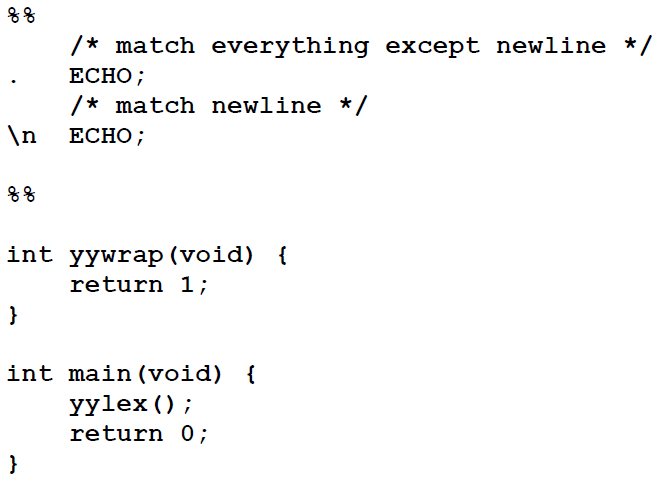 %%
    /* match everything except newline */
.   ECHO;
    /* match newline */
\n  ECHO;

%%

int yywrap(void) {
    return 1;
}

int main(void) {
    yylex();
    return 0;
}